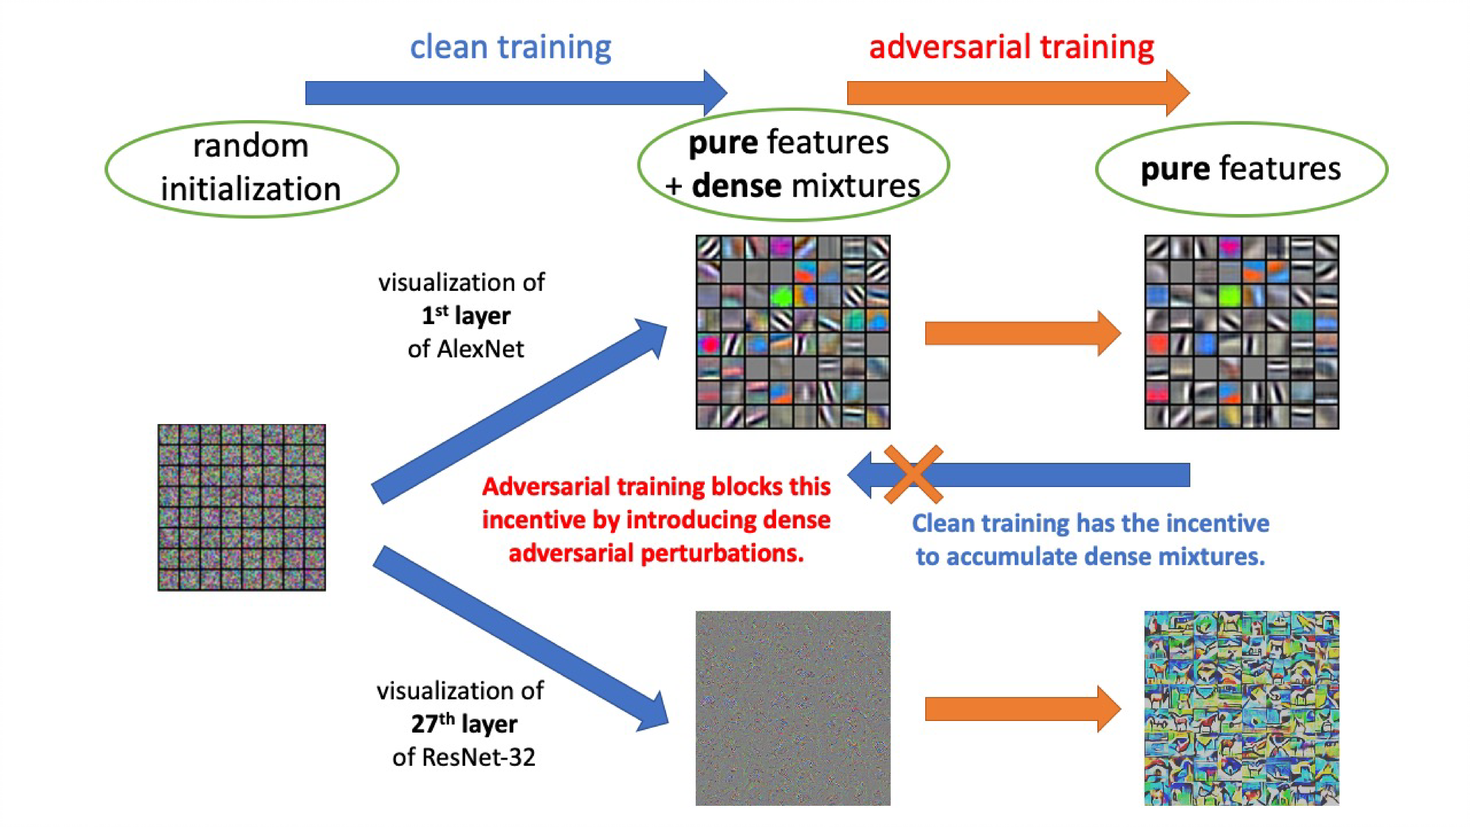 clean training
adversarial training
random
initialization
pure features
+ dense mixtures
pure features
visualization of
1st layer
of AlexNet
Adversarial training blocks this
incentive by introducing dense
adversarial perturbations.
Clean training has the incentive
to accumulate dense mixtures.
visualization of
27th layer
of ResNet-32